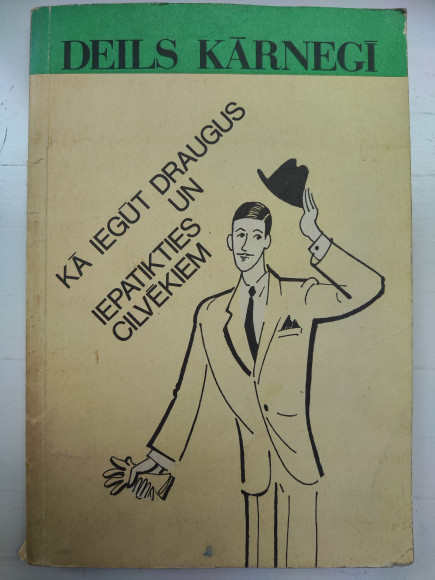 DEILS KĀRNEGĪ
KĀ IEGŪT DRAUGUS
UN
IEPATIKTIES
CILVĒKIEM